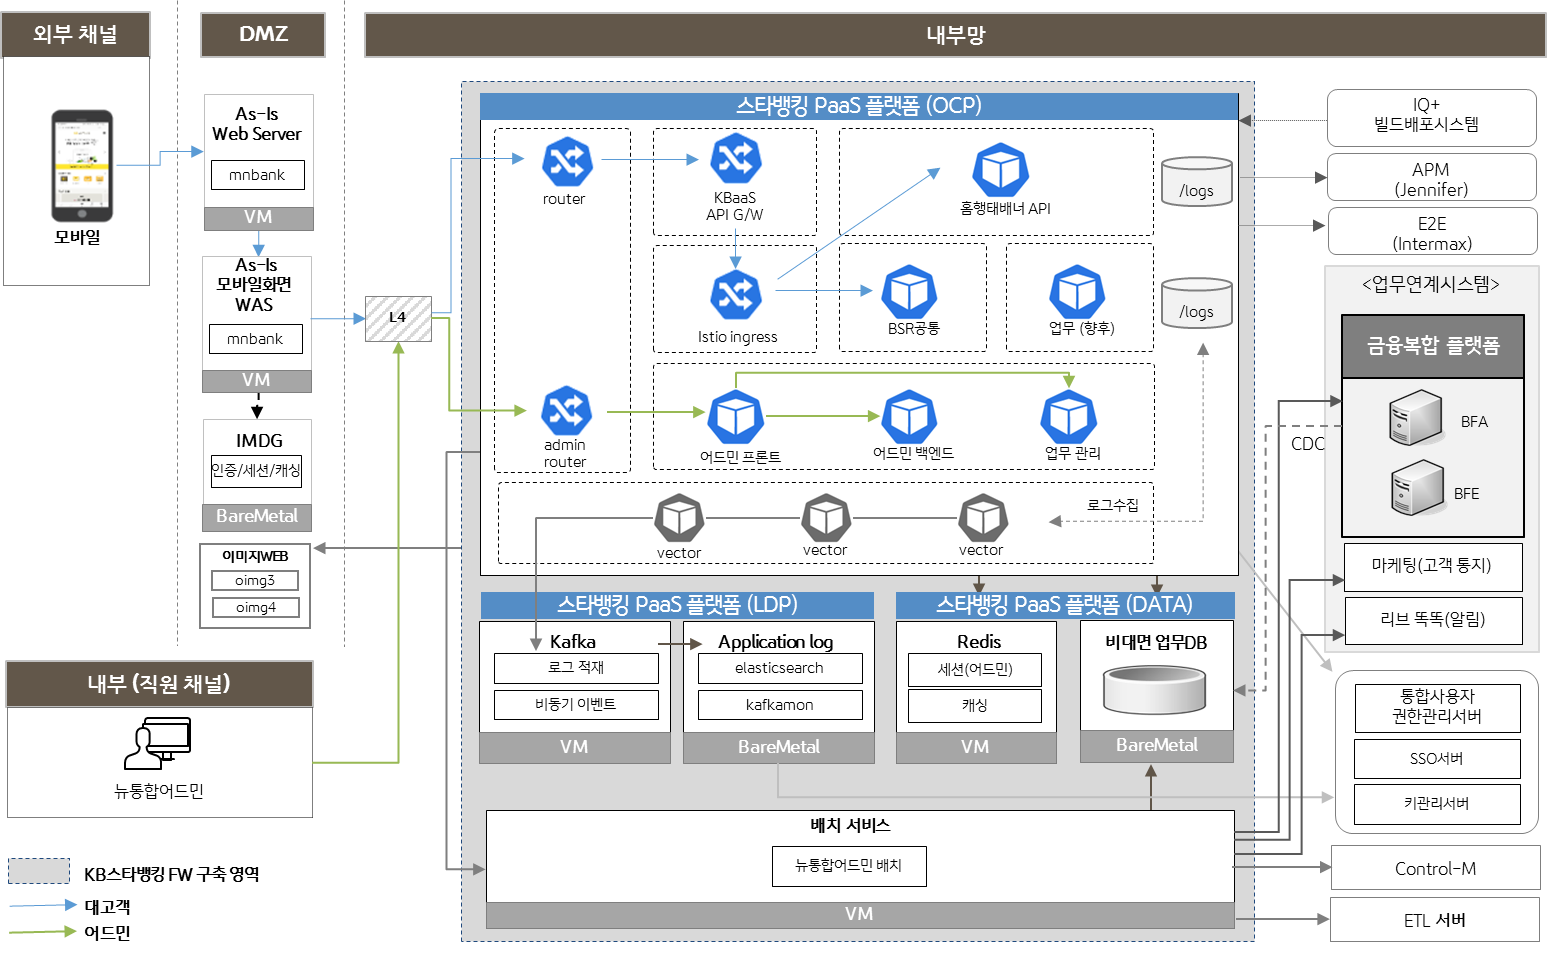 외부 채널
DMZ
내부망
모바일
As-Is
Web Server
mnbank
VM
As-Is
모바일화면
WAS
mnbank
VM
IMDG
인증/세션/캐싱
BareMetal
이미지WEB
oimg3
oimg4
L4
내부 (직원 채널)
뉴통합어드민
KB스타뱅킹 FW 구축 영역
대고객
어드민
스타뱅킹 PaaS 플랫폼 (OCP)
router
KBaaS
API G/W
홈행태배너 API
/logs
Istio ingress
BSR공통
업무 (향후)
/logs
admin
router
어드민 프론트
어드민 백엔드
업무 관리
로그수집
vector
vector
vector
스타뱅킹 PaaS 플랫폼 (LDP)
Kafka
로그 적재
비동기 이벤트
VM
Application log
elasticsearch
kafkamon
BareMetal
스타뱅킹 PaaS 플랫폼 (DATA)
Redis
세션(어드민)
캐싱
VM
비대면 업무DB
BareMetal
배치 서비스
뉴통합어드민 배치
VM
IQ+
빌드배포시스템
APM
(Jennifer)
E2E
(Intermax)
<업무연계시스템>
금융복합 플랫폼
BFA
BFE
CDC
마케팅(고객 통지)
리브 똑똑(알림)
통합사용자
권한관리서버
SSO서버
키관리서버
Control-M
ETL 서버